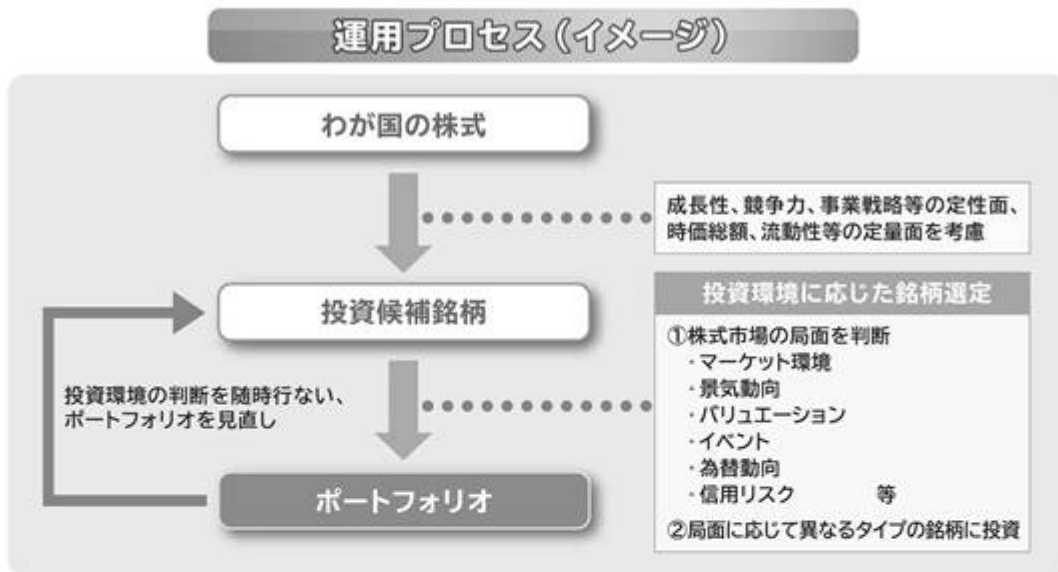 運用プロセス（イメージ）
わが国の株式
成長性、競争力、事業戦略等の定性面、
時価総額、流動性等の定量面を考慮
投資候補銘柄
投資環境に応じた銘柄選定
①株式市場の局面を判断
・マーケット環境
・景気動向
・バリュエーション
・イベント
・為替動向
・信用リスク　　　　等
②局面に応じて異なるタイプの銘柄に投資
投資環境の判断を随時行ない、
ポートフォリオを見直し
ポートフォリオ